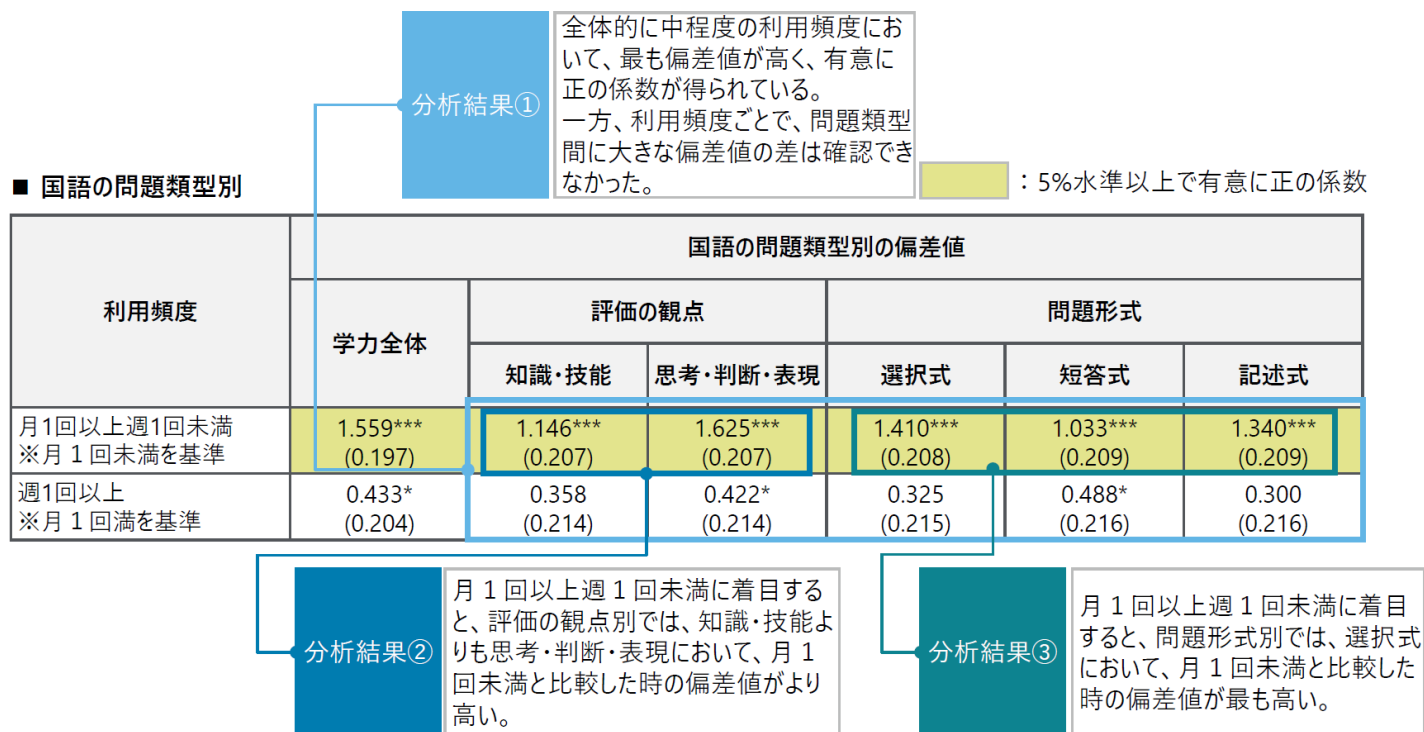 分析結果①
全体的に中程度の利用頻度にお
いて、最も偏差値が高く、有意に
正の係数が得られている。
一方、利用頻度ごとで、問題類型
間に大きな偏差値の差は確認でき
なかった。
■ 国語の問題類型別
：5%水準以上で有意に正の係数
利用頻度
国語の問題類型別の偏差値
学力全体
評価の観点
問題形式
知識・技能
思考・判断・表現
選択式
短答式
記述式
月1回以上週1回未満
※月１回未満を基準
1.559***
(0.197)
1.146***
(0.207)
1.625***
(0.207)
1.410***
(0.208)
1.033***
(0.209)
1.340***
(0.209)
週1回以上
※月１回満を基準
0.433*
(0.204)
0.358
(0.214)
0.422*
(0.214)
0.325
(0.215)
0.488*
(0.216)
0.300
(0.216)
分析結果②
月１回以上週１回未満に着目する
と、評価の観点別では、知識・技能よ
りも思考・判断・表現において、月１
回未満と比較した時の偏差値がより
高い。
分析結果③
月１回以上週１回未満に着目
すると、問題形式別では、選択式
において、月１回未満と比較した
時の偏差値が最も高い。